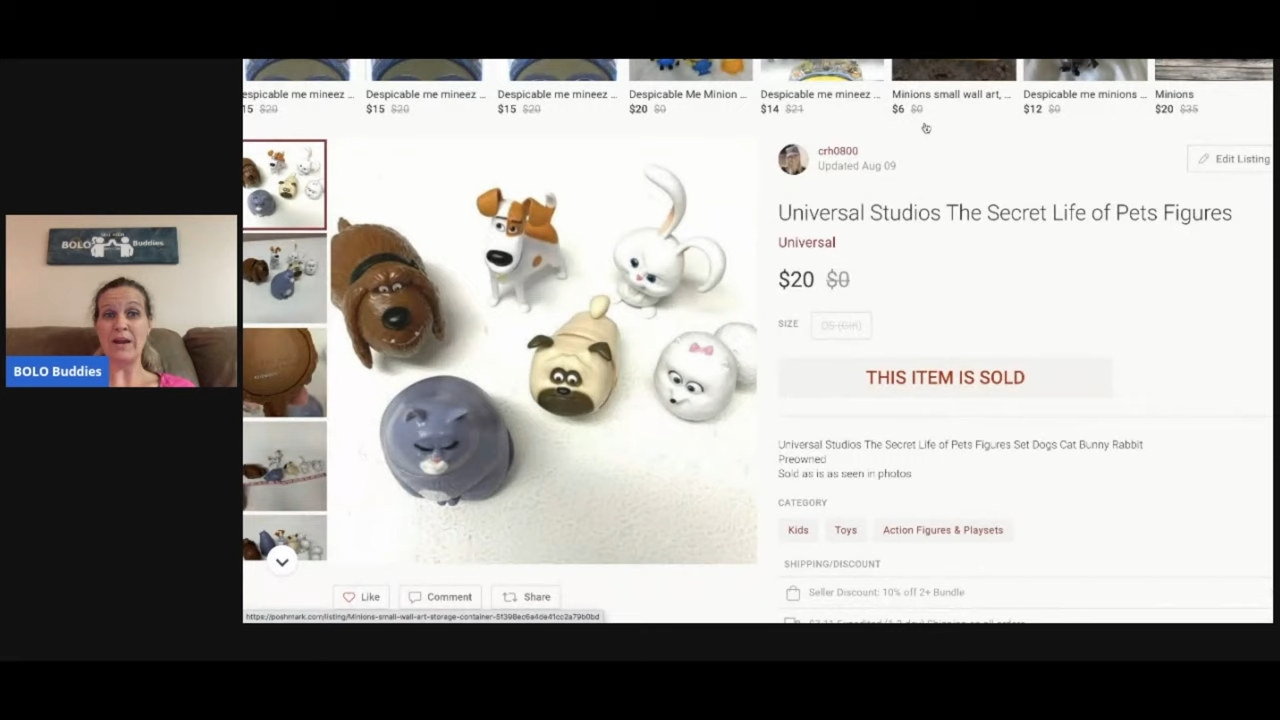 espicable me mineez ...
15 $20
Despicable me mineez ...
$15 $20
Despicable me mineez ...
$15 $20
Despicable Me Minion ...
$20 $0
Despicable me mineez ...
$14 $21
Minions small wall art, ...
$6 $0
Despicable me minions ...
$12 $0
Minions
$20 $35
crh0800
Updated Aug 09
Edit Listing
Universal Studios The Secret Life of Pets Figures
Universal
$20 $0
SIZE
OS (Girl)
THIS ITEM IS SOLD
BOLO Buddies
BOLO Buddies
Universal Studios The Secret Life of Pets Figures Set Dogs Cat Bunny Rabbit
Preowned
Sold as is as seen in photos
CATEGORY
Kids
Toys
Action Figures & Playsets
SHIPPING/DISCOUNT
Seller Discount: 10% off 2+ Bundle
Like
Comment
Share